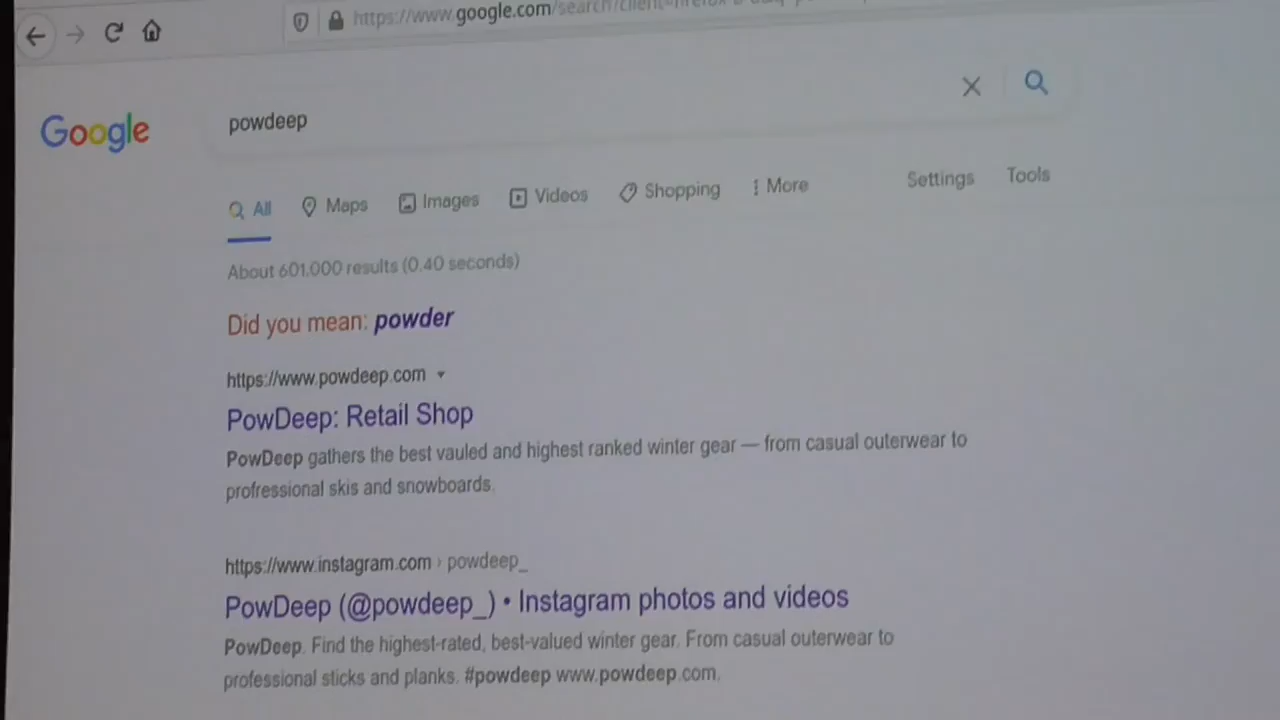 https://www.google.com/search/client=firefox-b-d&q=
Google
powdeep
All Maps Images Videos Shopping More Settings Tools
About 601,000 results (0.40 seconds)
Did you mean: powder
https://www.powdeep.com
PowDeep: Retail Shop
PowDeep gathers the best vauled and highest ranked winter gear — from casual outerwear to
profressional skis and snowboards.
https://www.instagram.com › powdeep_
PowDeep (@powdeep_) • Instagram photos and videos
PowDeep. Find the highest-rated, best-valued winter gear. From casual outerwear to
professional sticks and planks. #powdeep www.powdeep.com.